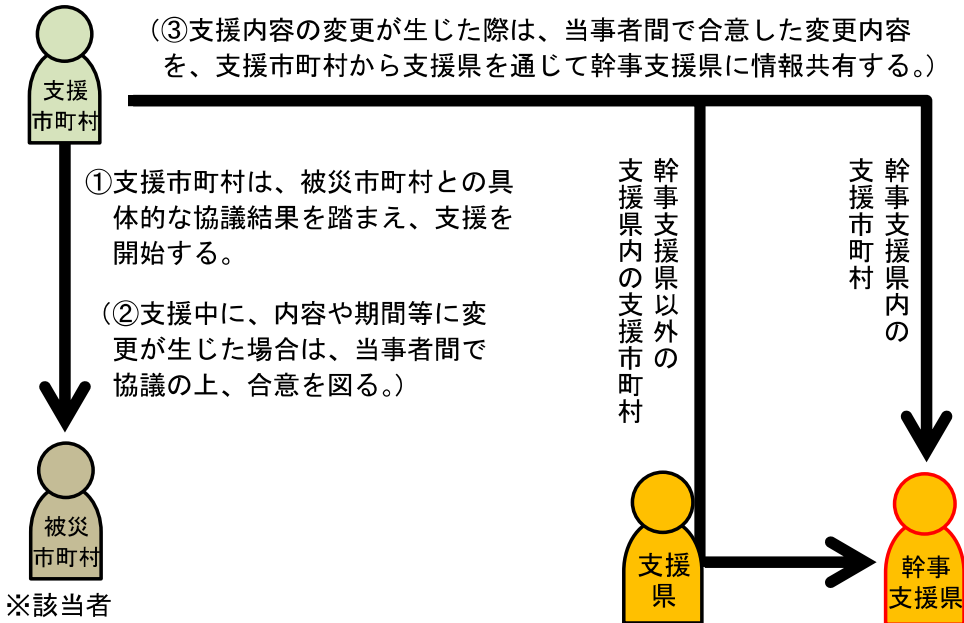 （③支援内容の変更が生じた際は、当事者間で合意した変更内容
を、支援市町村から支援県を通じて幹事支援県に情報共有する。）
支援
市町村
①支援市町村は、被災市町村との具
体的な協議結果を踏まえ、支援を
開始する。
（②支援中に、内容や期間等に変
更が生じた場合は、当事者間で
協議の上、合意を図る。）
幹事支援県以外の
支援県内の支援市町村
幹事支援県内の
支援市町村
被災
市町村
※該当者
支援
県
幹事
支援県